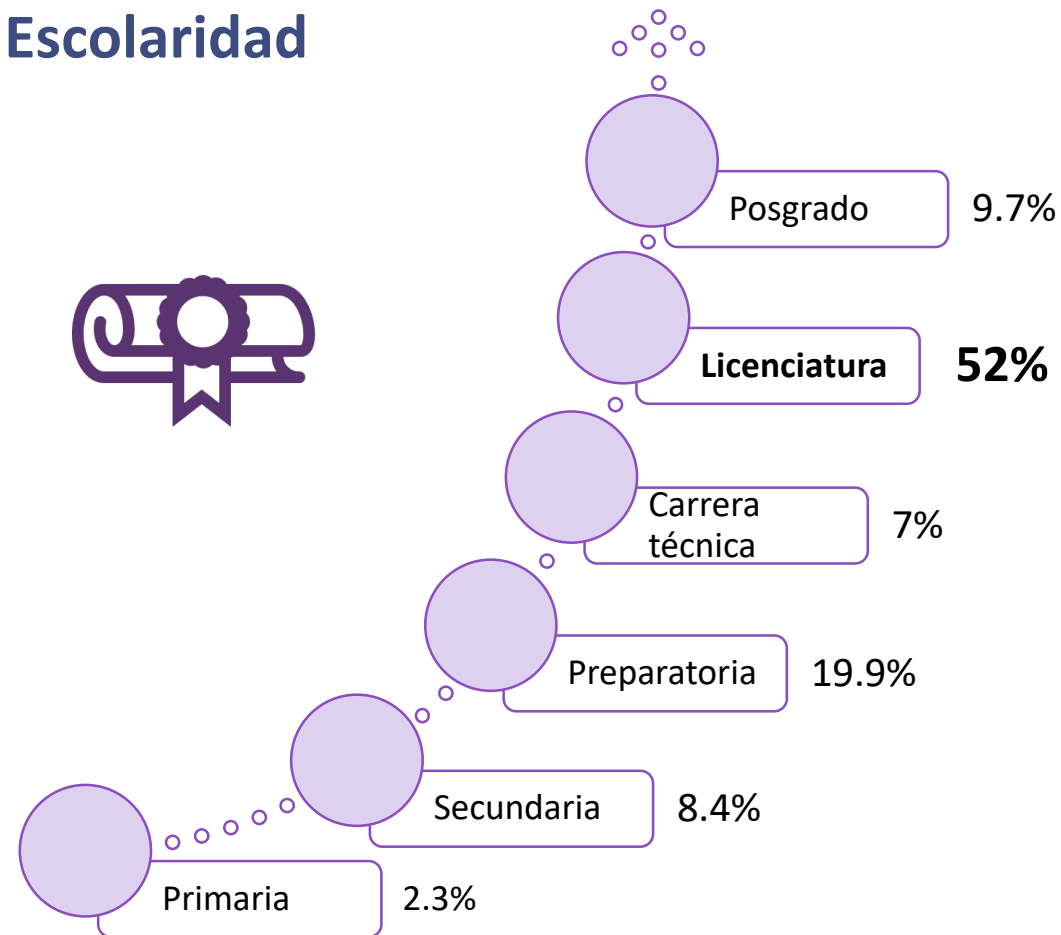 Escolaridad
Posgrado 9.7%
Licenciatura 52%
Carrera
técnica 7%
Preparatoria 19.9%
Secundaria 8.4%
Primaria 2.3%